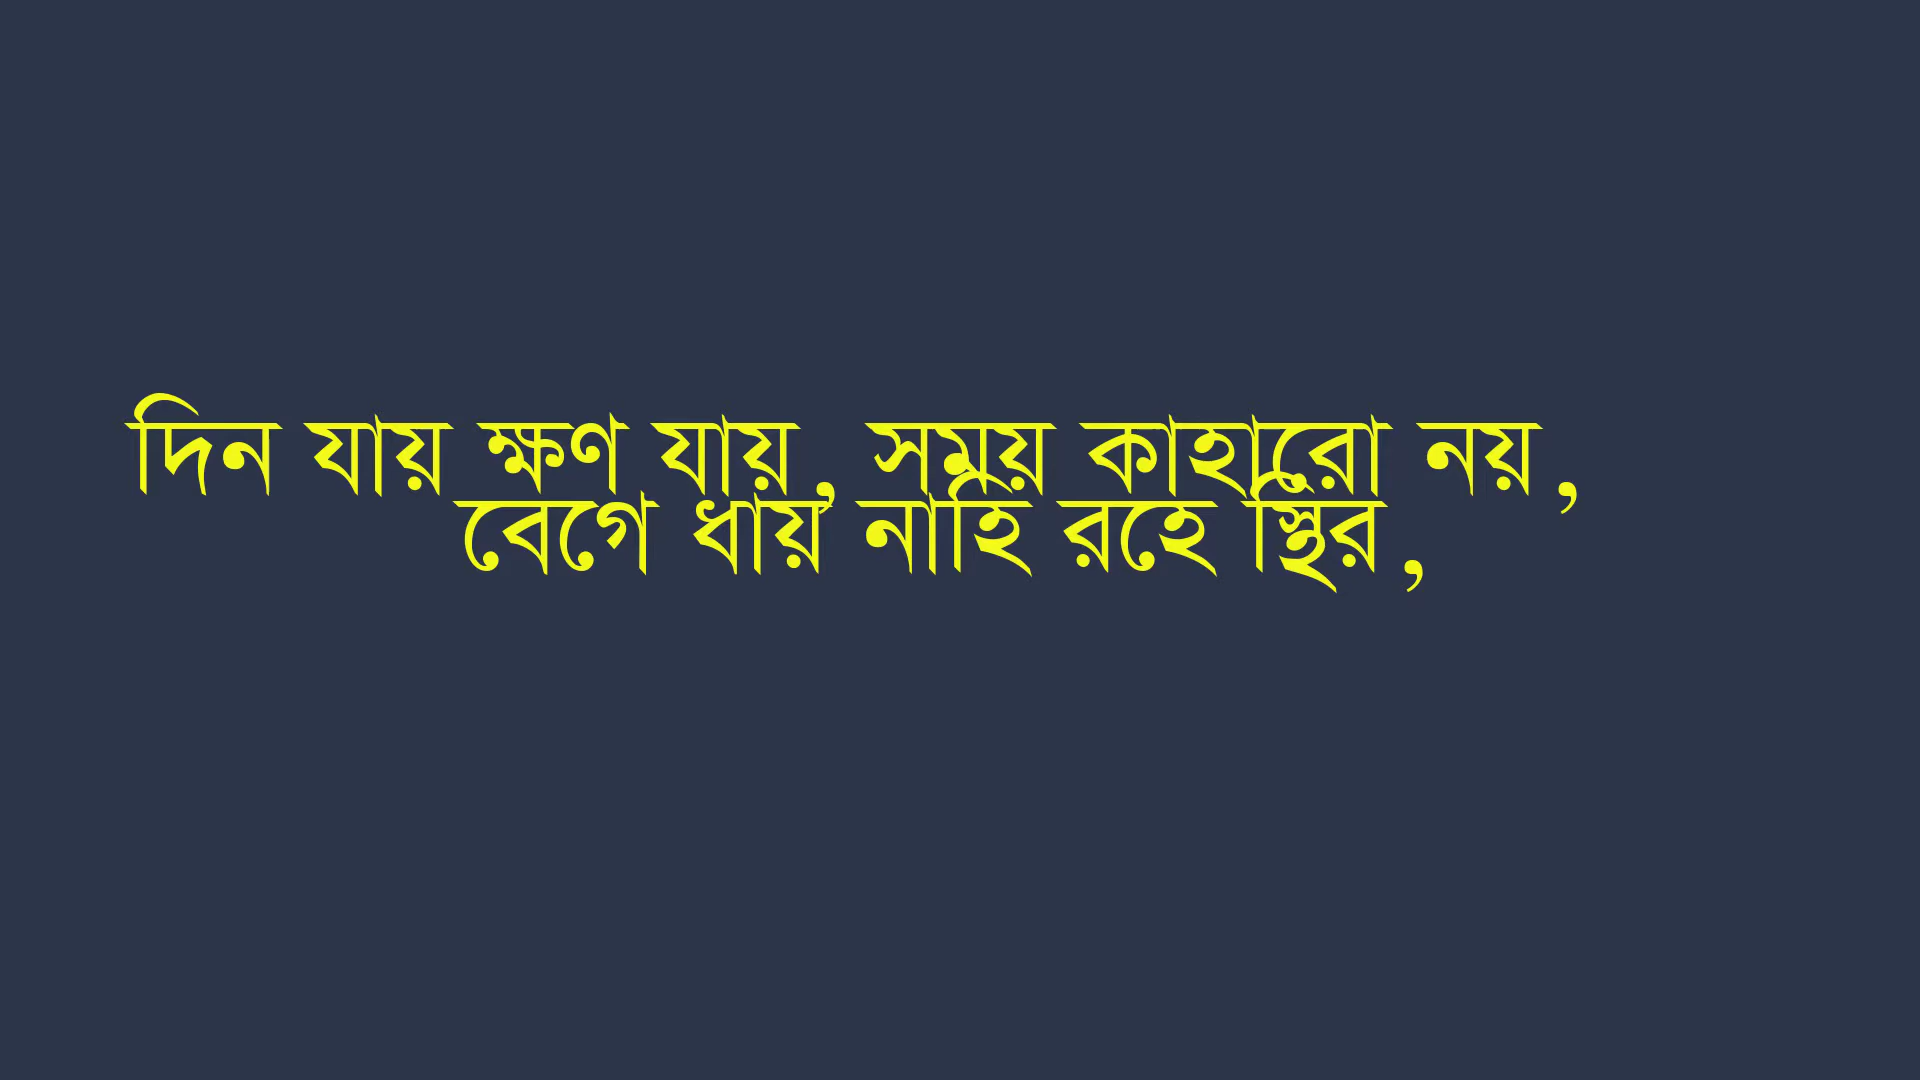 দিন যায় ক্ষণ যায়, সময় কাহারো নয়,
বেগে ধায় নাহি রহে স্থির,